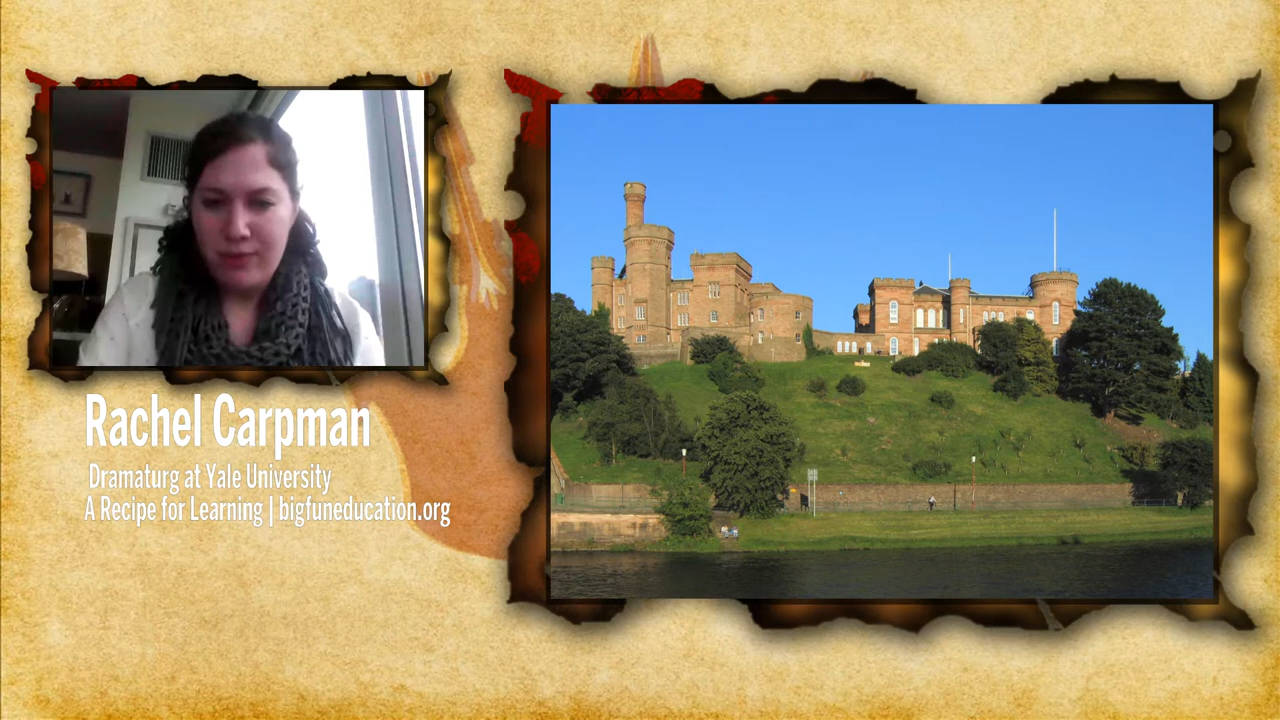 Rachel Carpman
Dramaturg at Yale University
A Recipe for Learning | bigfuneducation.org